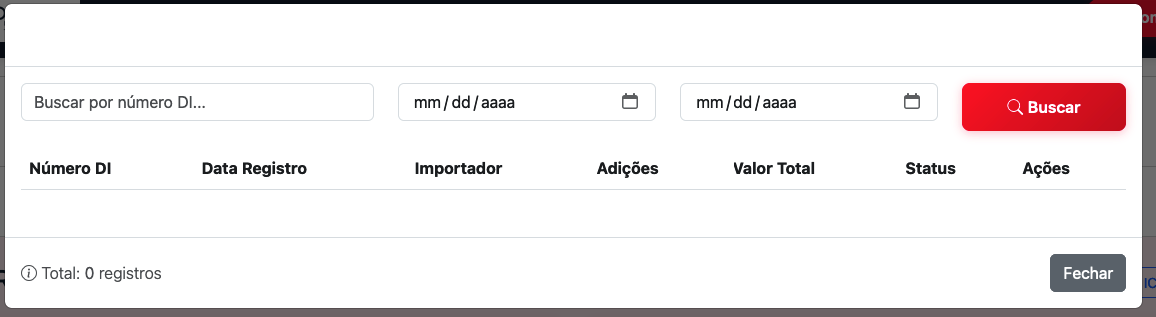 Buscar por número DI...
mm/dd/aaaa
mm/dd/aaaa
Buscar
Número DI Data Registro Importador Adições Valor Total Status Ações
Total: 0 registros
Fechar